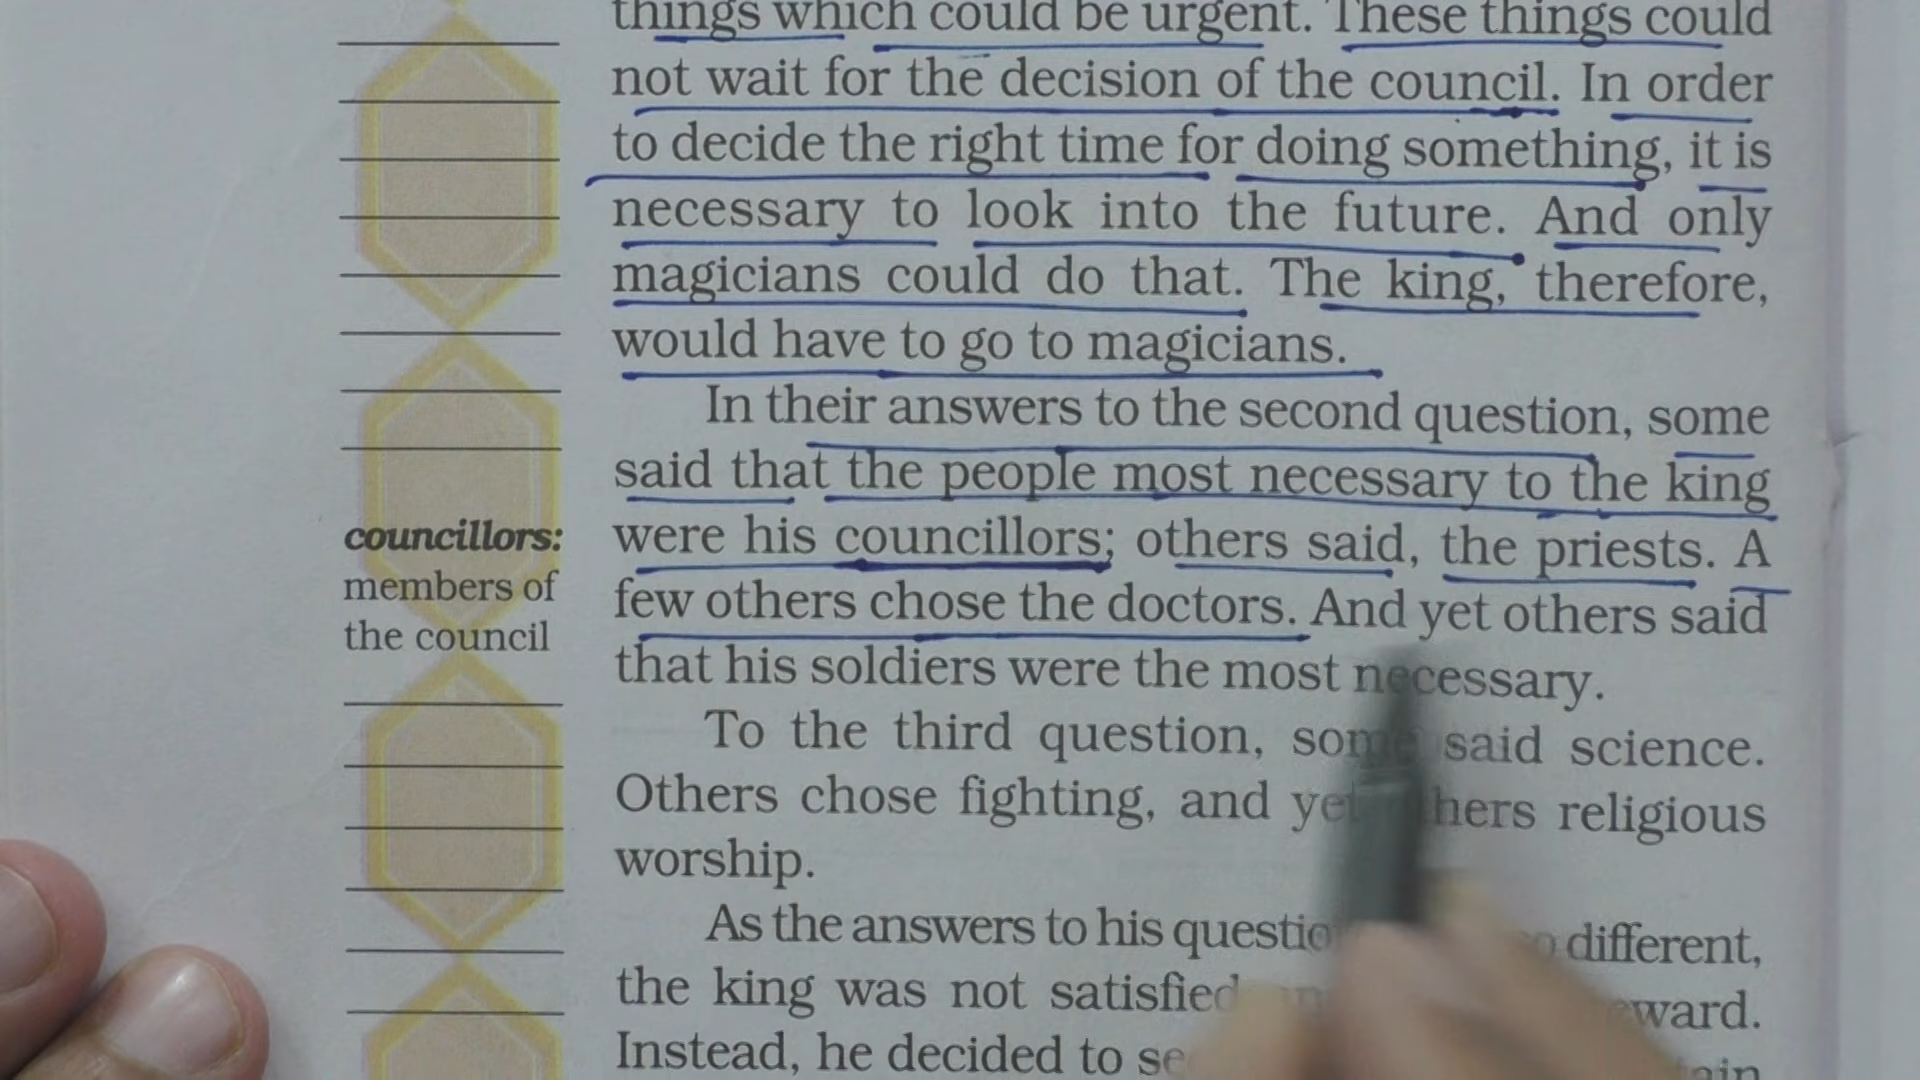 things which could be urgent. These things could
not wait for the decision of the council. In order
to decide the right time for doing something, it is
necessary to look into the future. And only
magicians could do that. The king, therefore,
would have to go to magicians.
In their answers to the second question, some
said that the people most necessary to the king
were his councillors; others said, the priests. A
few others chose the doctors. And yet others said
that his soldiers were the most necessary.
To the third question, some said science.
Others chose fighting, and yet others religious
worship.
As the answers to his different,
the king was not satisfied
Instead, he decided to
councillors:
members of
the council